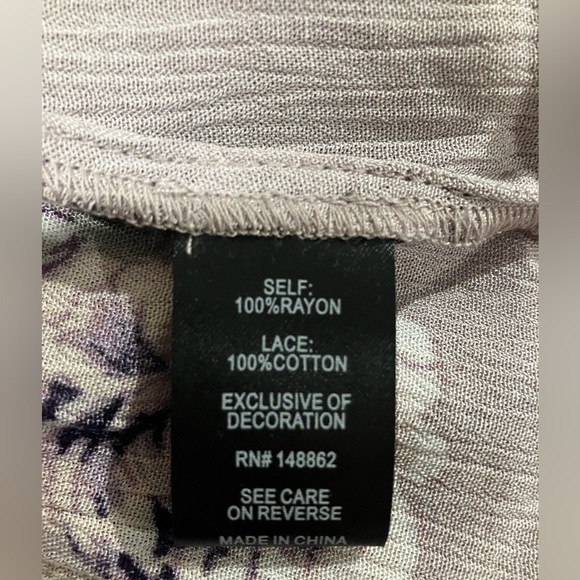 SELF:
100%RAYON
LACE:
100%COTTON
EXCLUSIVE OF
DECORATION
RN# 148862
SEE CARE
ON REVERSE
MADE IN CHINA